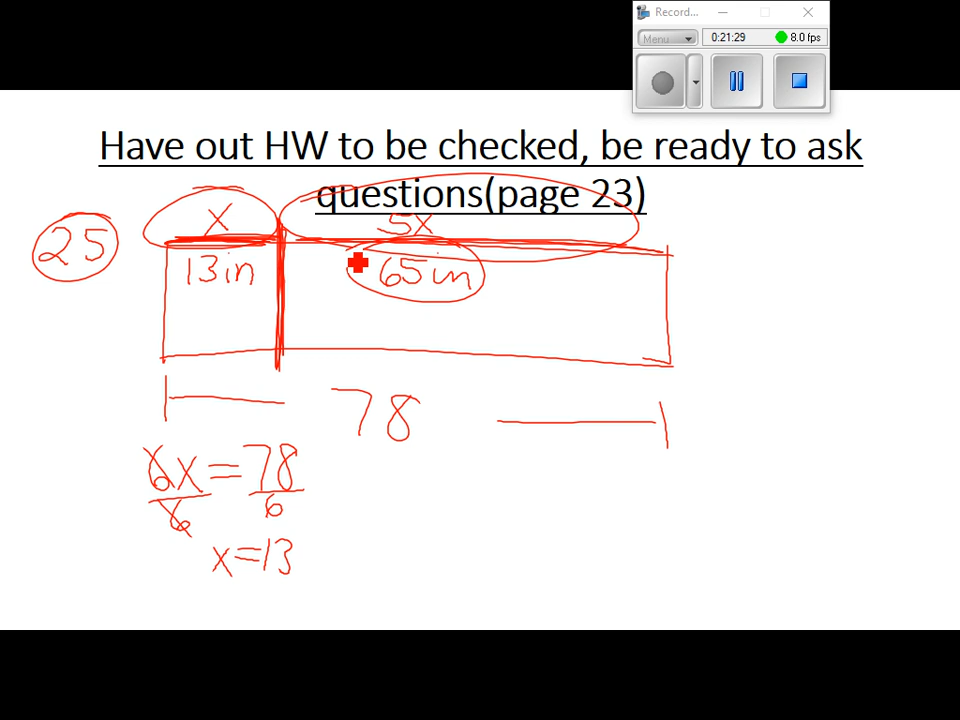 Record...
Menu 0:21:29 8.0 fps
Have out HW to be checked, be ready to ask
questions(page 23)
25
x 5x
13in 65in
78
6x = 78
6 6
x=13